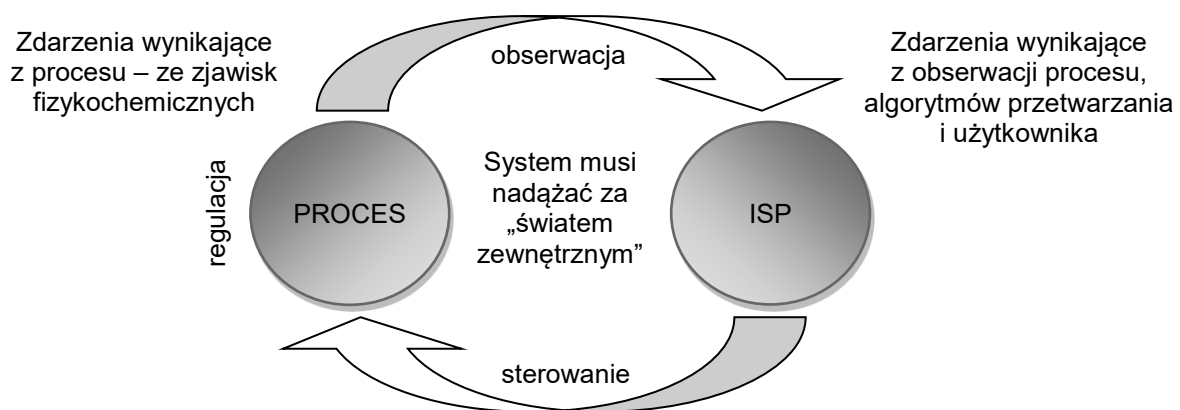 Zdarzenia wynikające
z procesu – ze zjawisk
fizykochemicznych
obserwacja
Zdarzenia wynikające
z obserwacji procesu,
algorytmów przetwarzania
i użytkownika
regulacja
PROCES
System musi
nadążać za
„światem
zewnętrznym”
ISP
sterowanie